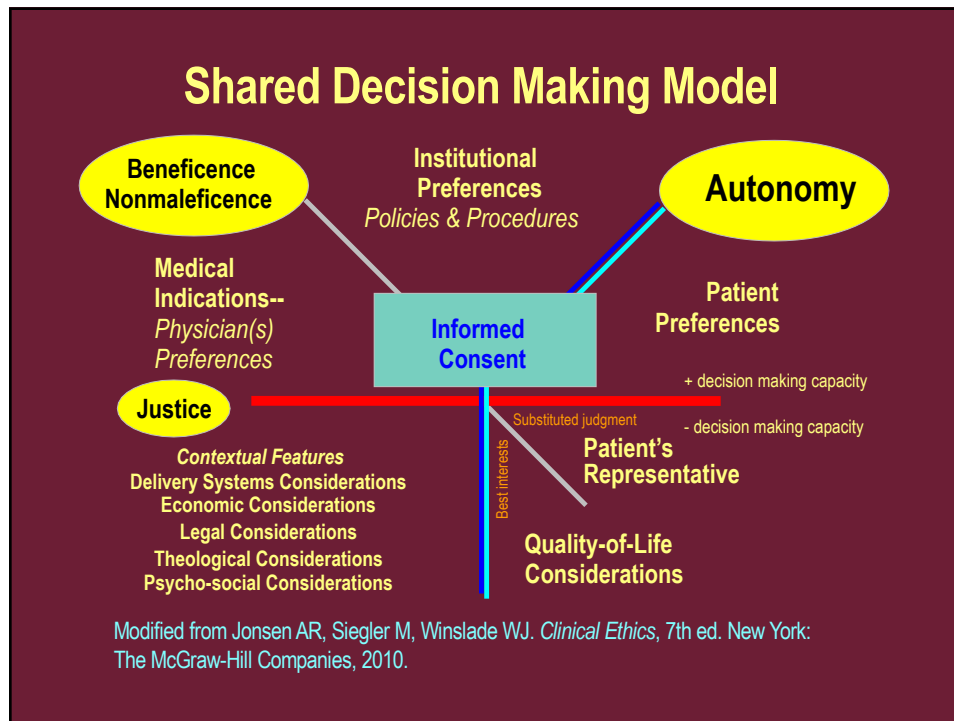 Shared Decision Making Model
Beneficence
Nonmaleficence
Institutional
Preferences
Policies & Procedures
Autonomy
Medical
Indications--
Physician(s)
Preferences
Informed
Consent
Patient
Preferences
+ decision making capacity
Justice
Substituted judgment
- decision making capacity
Patient's
Representative
Best interests
Contextual Features
Delivery Systems Considerations
Economic Considerations
Legal Considerations
Theological Considerations
Psycho-social Considerations
Quality-of-Life
Considerations
Modified from Jonsen AR, Siegler M, Winslade WJ. Clinical Ethics, 7th ed. New York:
The McGraw-Hill Companies, 2010.